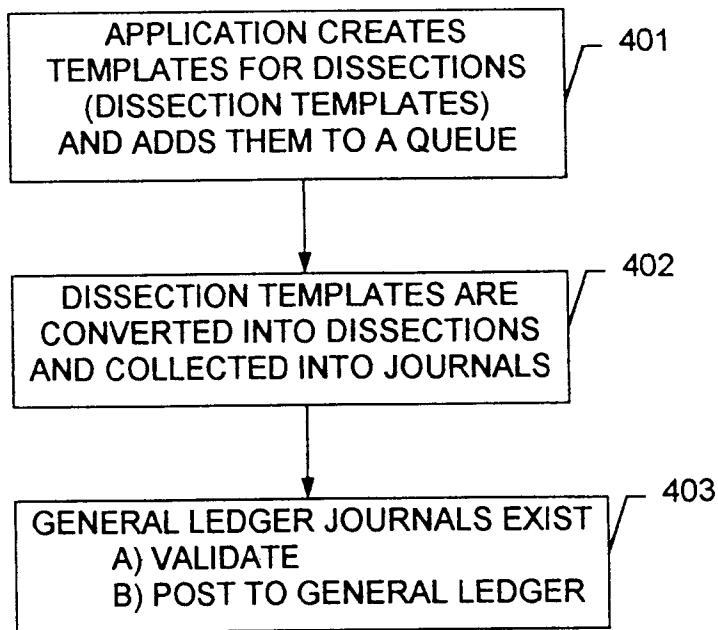 APPLICATION CREATES
TEMPLATES FOR DISSECTIONS
(DISSECTION TEMPLATES)
AND ADDS THEM TO A QUEUE
401
DISSECTION TEMPLATES ARE
CONVERTED INTO DISSECTIONS
AND COLLECTED INTO JOURNALS
402
GENERAL LEDGER JOURNALS EXIST
A) VALIDATE
B) POST TO GENERAL LEDGER
403